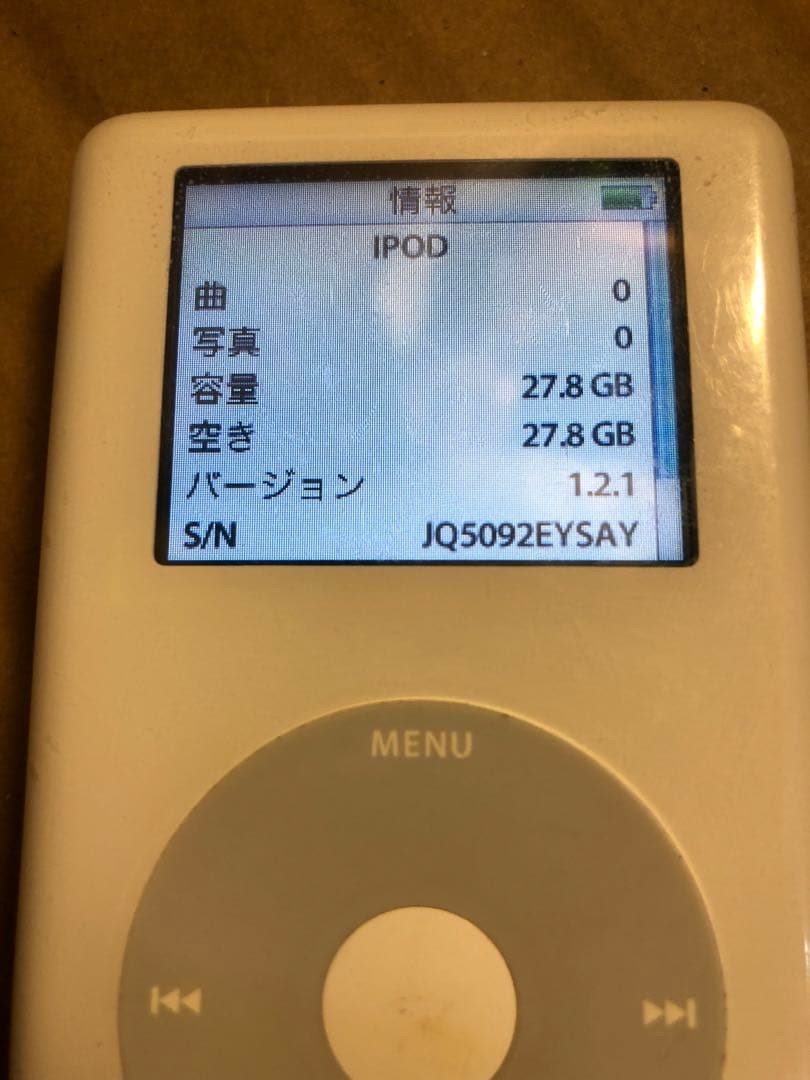 情報
IPOD
曲 0
写真 0
容量 27.8 GB
空き 27.8 GB
バージョン 1.2.1
S/N JQ5092EYSAY
MENU